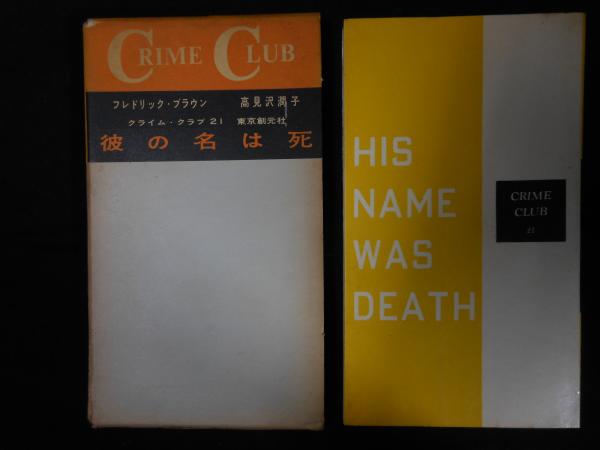 CRIME CLUB
フレドリック・ブラウン 高見沢潤子
クライム・クラブ 21 東京創元社
彼の名は死
HIS
NAME
WAS
DEATH
CRIME
CLUB
21